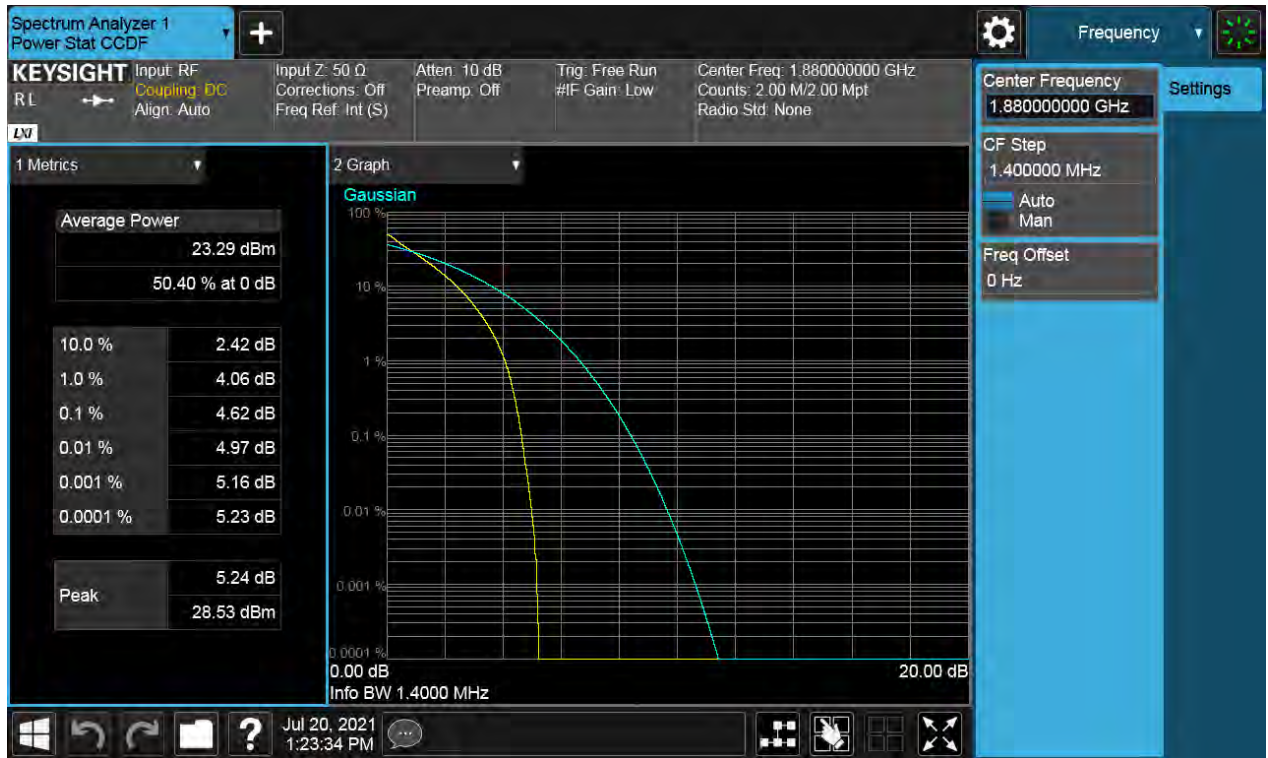 Spectrum Analyzer 1
Power Stat CCDF
+
Frequency
KEYSIGHT
RL
LXI
Input: RF
Coupling: DC
Align: Auto
Input Z: 50 Ω
Corrections: Off
Freq Ref: Int (S)
Atten: 10 dB
Preamp: Off
Trig: Free Run
#IF Gain: Low
Center Freq: 1.880000000 GHz
Counts: 2.00 M/2.00 Mpt
Radio Std: None
Center Frequency
1.880000000 GHz
Settings
CF Step
1.400000 MHz
Auto
Man
Freq Offset
0 Hz
1 Metrics
Average Power
23.29 dBm
50.40 % at 0 dB
10.0 % 2.42 dB
1.0 % 4.06 dB
0.1 % 4.62 dB
0.01 % 4.97 dB
0.001 % 5.16 dB
0.0001 % 5.23 dB
Peak
5.24 dB
28.53 dBm
2 Graph
Gaussian
100 %
10 %
1 %
0.1 %
0.01 %
0.001 %
0.0001 %
0.00 dB 20.00 dB
Info BW 1.4000 MHz
?
Jul 20, 2021
1:23:34 PM